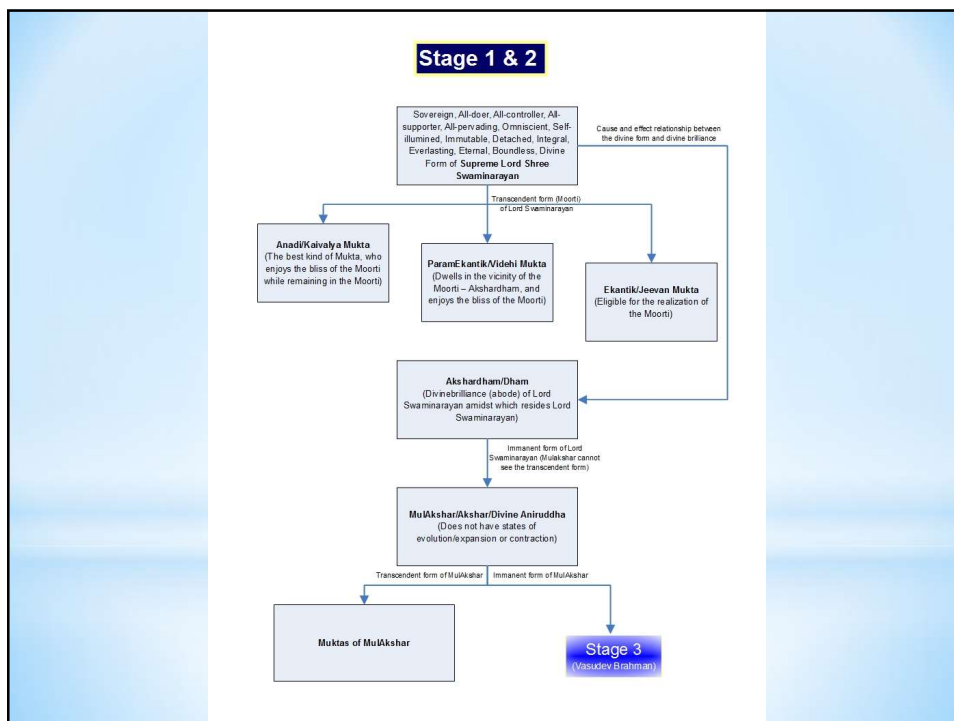 Stage 1 & 2
Sovereign, All-doer, All-controller, All-
supporter, All-pervading, Omniscient, Self-
illumined, Immutable, Detached, Integral,
Everlasting, Eternal, Boundless, Divine
Form of Supreme Lord Shree
Swaminarayan
Cause and effect relationship between
the divine form and divine brilliance
Transcendent form (Moorti)
of Lord Swaminarayan
Anadi/Kaivalya Mukta
(The best kind of Mukta, who
enjoys the bliss of the Moorti
while remaining in the Moorti)
ParamEkantik/Videhi Mukta
(Dwells in the vicinity of the
Moorti – Akshardham, and
enjoys the bliss of the Moorti)
Ekantik/Jeevan Mukta
(Eligible for the realization of
the Moorti)
Akshardham/Dham
(Divinebrilliance (abode) of Lord
Swaminarayan amidst which resides Lord
Swaminarayan)
Immanent form of Lord
Swaminarayan (Mulakshar cannot
see the transcendent form)
MulAkshar/Akshar/Divine Aniruddha
(Does not have states of
evolution/expansion or contraction)
Transcendent form of MulAkshar
Immanent form of MulAkshar
Muktas of MulAkshar
Stage 3
(Vasudev Brahman)